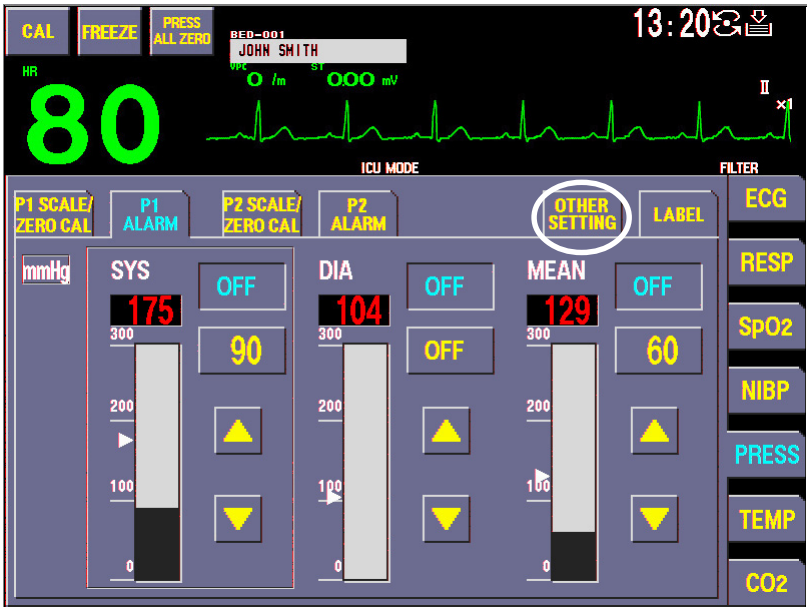 CAL
FREEZE
PRESS
ALL ZERO
BED-001
JOHN SMITH
13:20
HR
80
VPC
0 /m
ST
0.00 mV
II
x1
ICU MODE
FILTER
P1 SCALE/
ZERO CAL
P1
ALARM
P2 SCALE/
ZERO CAL
P2
ALARM
OTHER
SETTING
LABEL
ECG
RESP
SpO2
NIBP
PRESS
TEMP
CO2
mmHg
SYS
175
OFF
90
300
200
100
0
DIA
104
OFF
OFF
300
200
100
0
MEAN
129
OFF
60
300
200
100
0